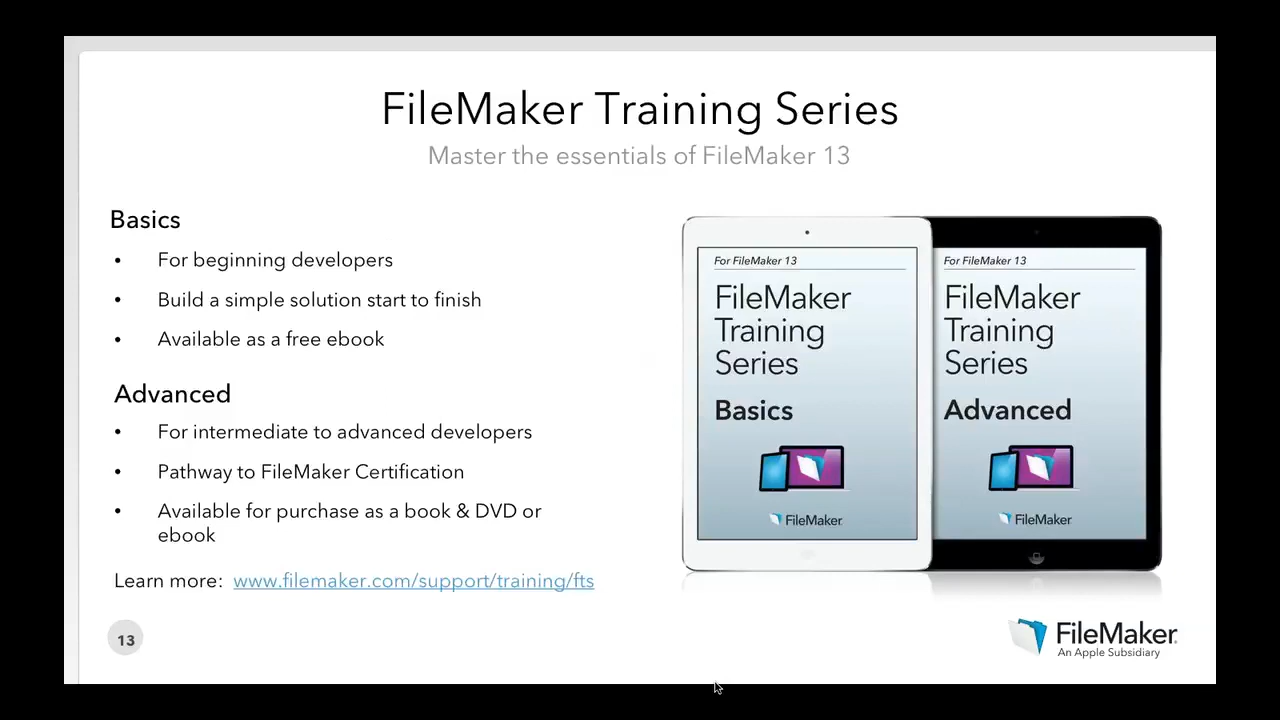 FileMaker Training Series
Master the essentials of FileMaker 13
Basics
• For beginning developers
• Build a simple solution start to finish
• Available as a free ebook
Advanced
• For intermediate to advanced developers
• Pathway to FileMaker Certification
• Available for purchase as a book & DVD or
ebook
Learn more: www.filemaker.com/support/training/fts
13
For FileMaker 13
FileMaker
Training
Series
Basics
FileMaker
For FileMaker 13
FileMaker
Training
Series
Advanced
FileMaker
FileMaker
An Apple Subsidiary